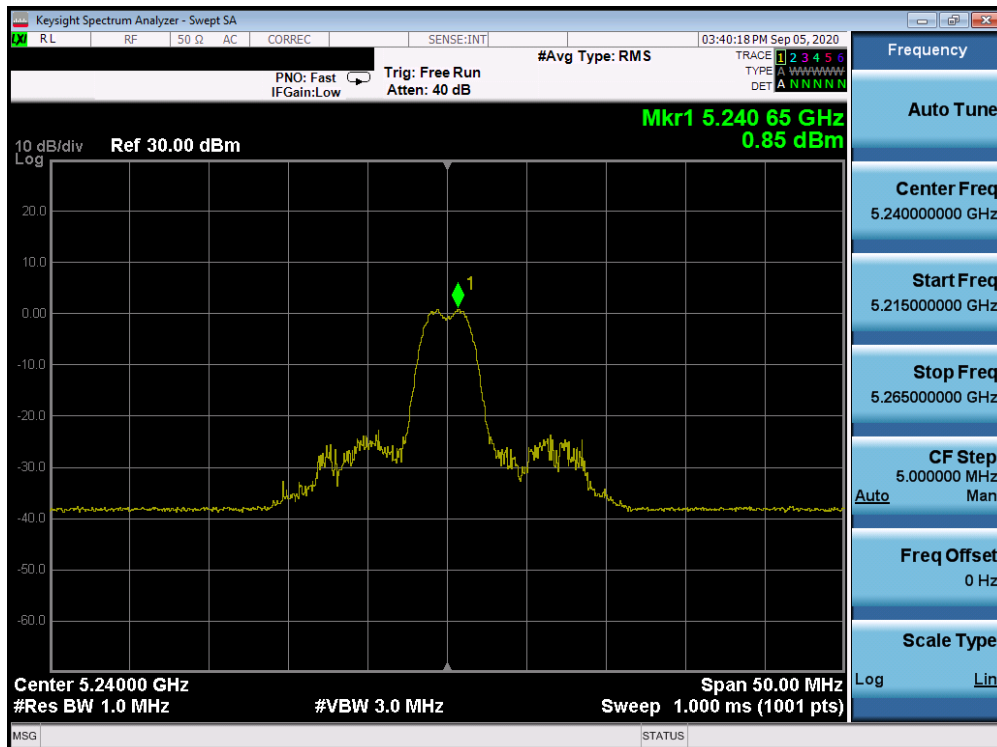 Keysight Spectrum Analyzer - Swept SA
LXI RL RF 50 Ω AC CORREC SENSE:INT 03:40:18 PM Sep 05, 2020
#Avg Type: RMS TRACE 1 2 3 4 5 6
PNO: Fast Trig: Free Run TYPE A WWWWW
IFGain:Low Atten: 40 dB DET A N N N N N
Mkr1 5.240 65 GHz
0.85 dBm
10 dB/div Ref 30.00 dBm
Log
1
20.0
10.0
0.00
-10.0
-20.0
-30.0
-40.0
-50.0
-60.0
Center 5.24000 GHz Span 50.00 MHz
#Res BW 1.0 MHz #VBW 3.0 MHz Sweep 1.000 ms (1001 pts)
MSG STATUS
Frequency
Auto Tune
Center Freq
5.240000000 GHz
Start Freq
5.215000000 GHz
Stop Freq
5.265000000 GHz
CF Step
5.000000 MHz
Auto Man
Freq Offset
0 Hz
Scale Type
Log Lin